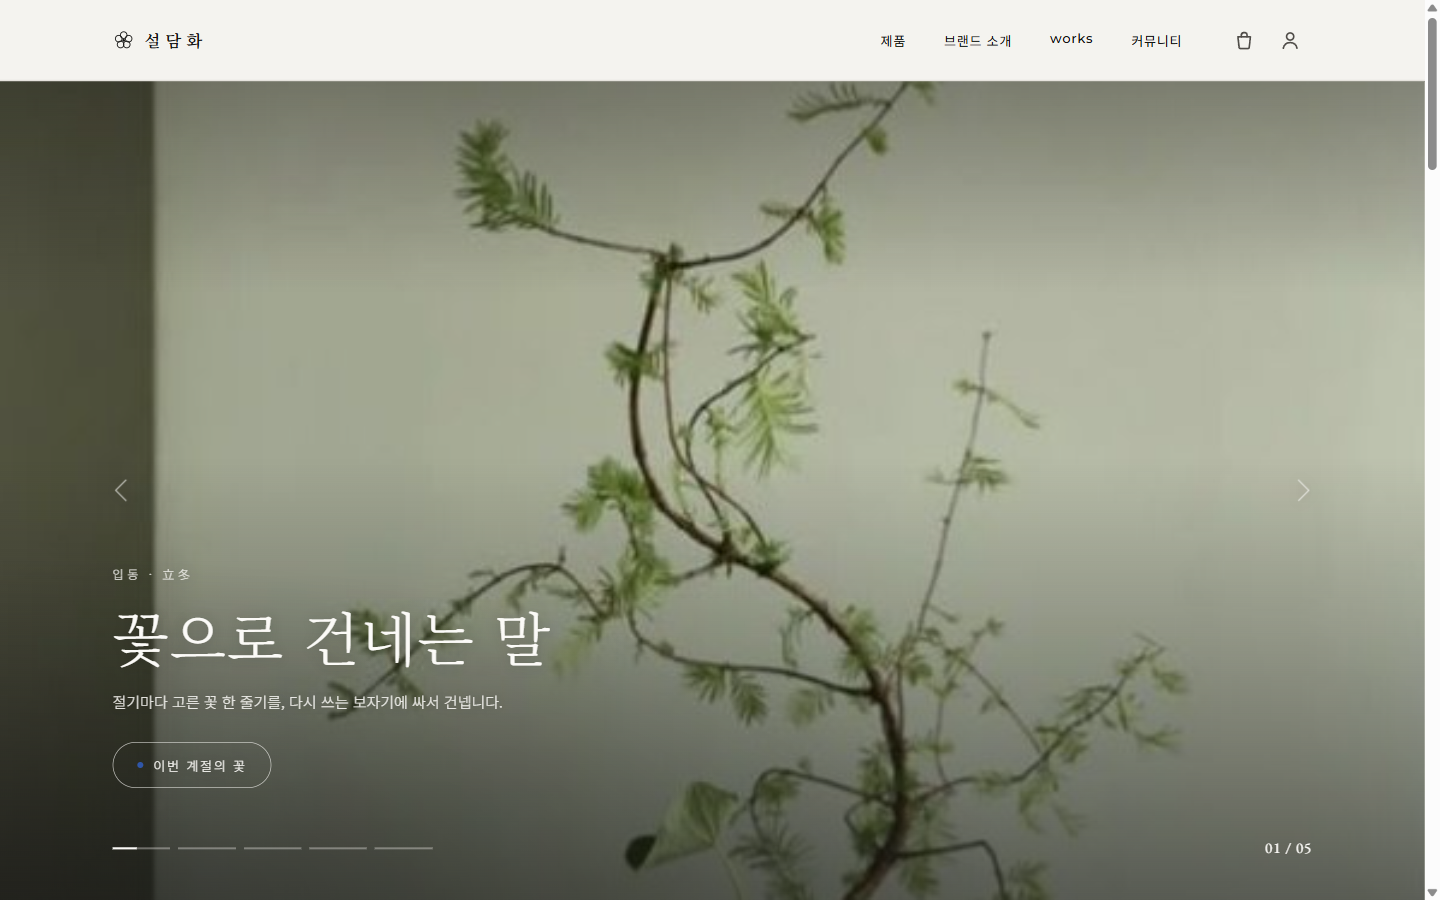 설담화
제품 브랜드 소개 works 커뮤니티
입동 · 立冬
꽃으로 건네는 말
절기마다 고른 꽃 한 줄기를, 다시 쓰는 보자기에 싸서 건넵니다.
이번 계절의 꽃
01 / 05